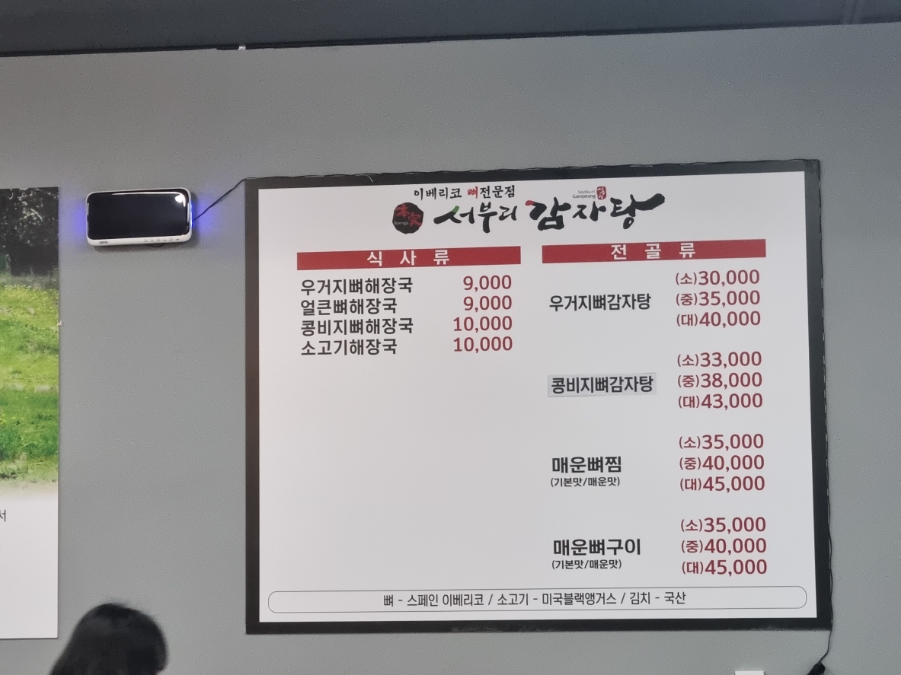 이베리코 뼈전문점
서부리 감자탕
식 사 류
우거지뼈해장국 9,000
얼큰뼈해장국 9,000
콩비지뼈해장국 10,000
소고기해장국 10,000
전 골 류
우거지뼈감자탕
(소)30,000
(중)35,000
(대)40,000
콩비지뼈감자탕
(소)33,000
(중)38,000
(대)43,000
매운뼈찜
(기본맛/매운맛)
(소)35,000
(중)40,000
(대)45,000
매운뼈구이
(기본맛/매운맛)
(소)35,000
(중)40,000
(대)45,000
뼈 - 스페인 이베리코 / 소고기 - 미국블랙앵거스 / 김치 - 국산
서